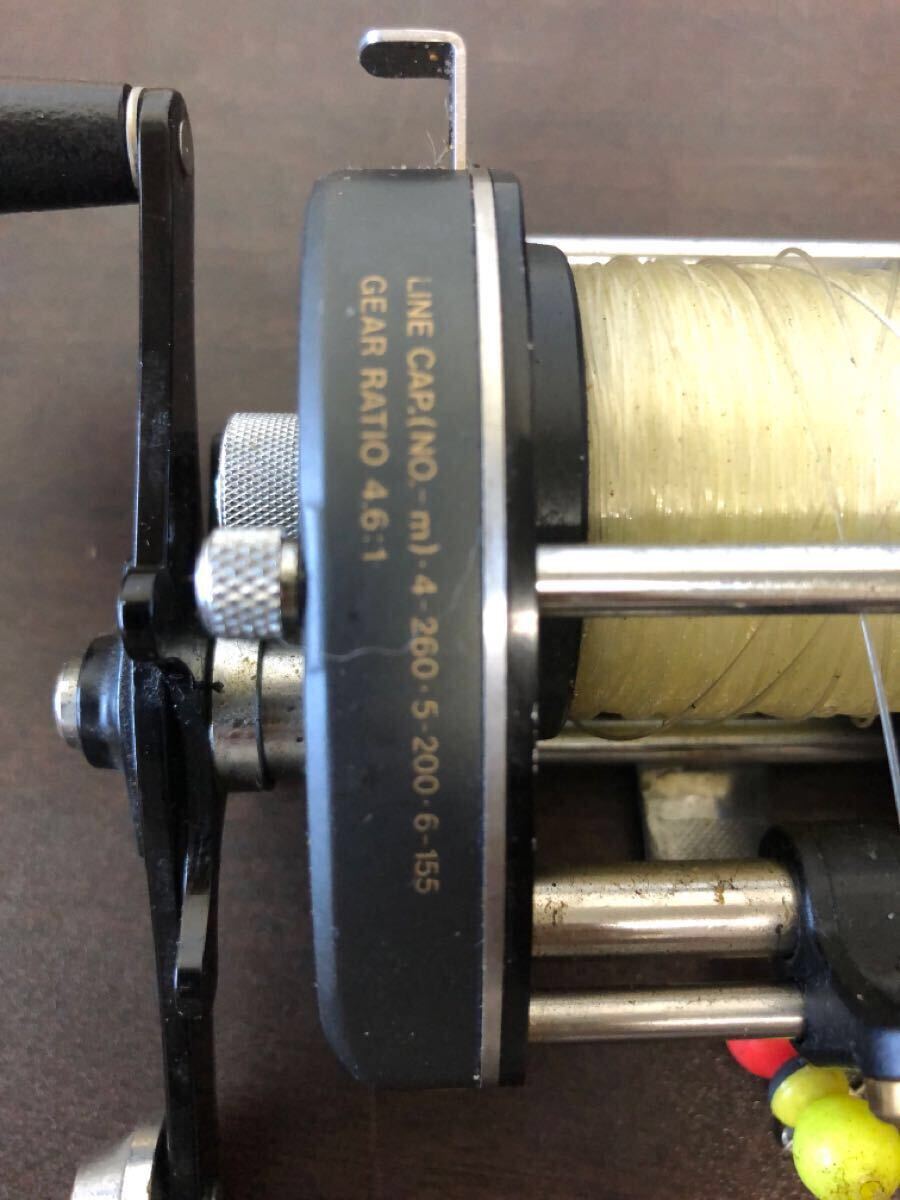 LINE CAP.(NO.-m)·4-260·5-200·6-155
GEAR RATIO 4.6:1